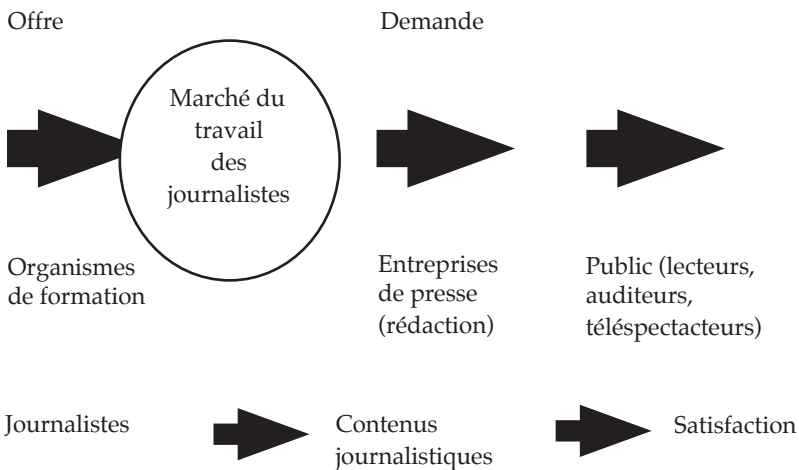 Offre
Demande
Marché du
travail
des
journalistes
Organismes
de formation
Entreprises
de presse
(rédaction)
Public (lecteurs,
auditeurs,
téléspectacteurs)
Journalistes
Contenus
journalistiques
Satisfaction